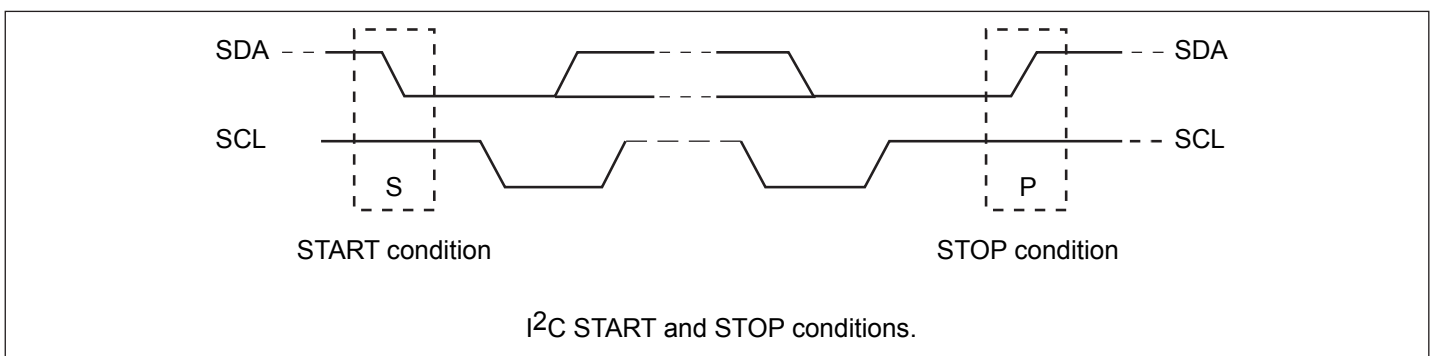 SDA SDA
SCL SCL
S P
START condition STOP condition
I²C START and STOP conditions.